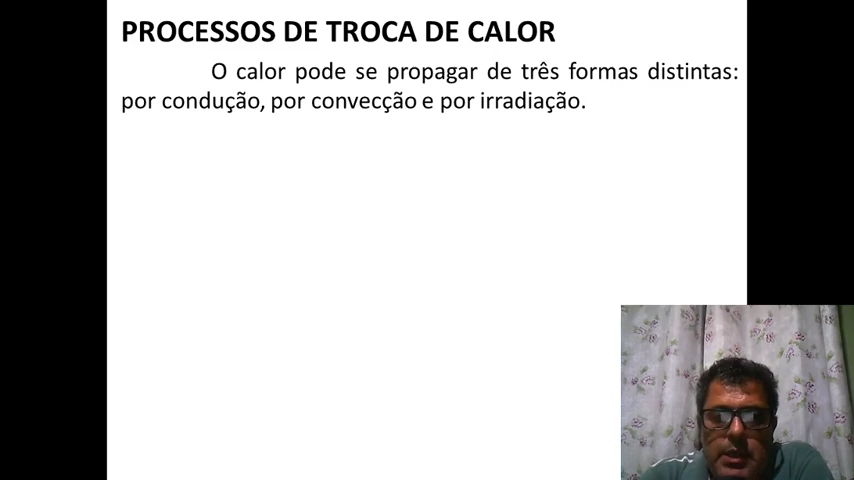 PROCESSOS DE TROCA DE CALOR
O calor pode se propagar de três formas distintas:
por condução, por convecção e por irradiação.